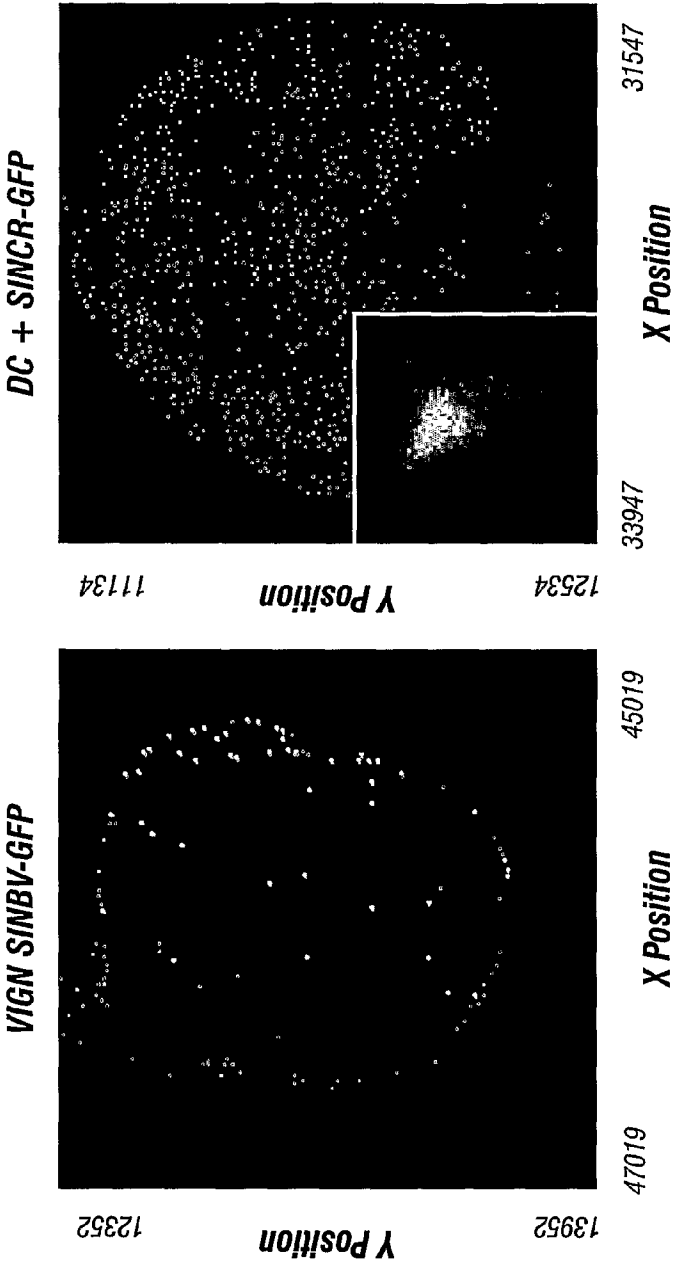 VIGN SINBV-GFP
Y Position
12352
13952
47019
45019
X Position
DC + SINCR-GFP
Y Position
11134
12534
33947
31547
X Position